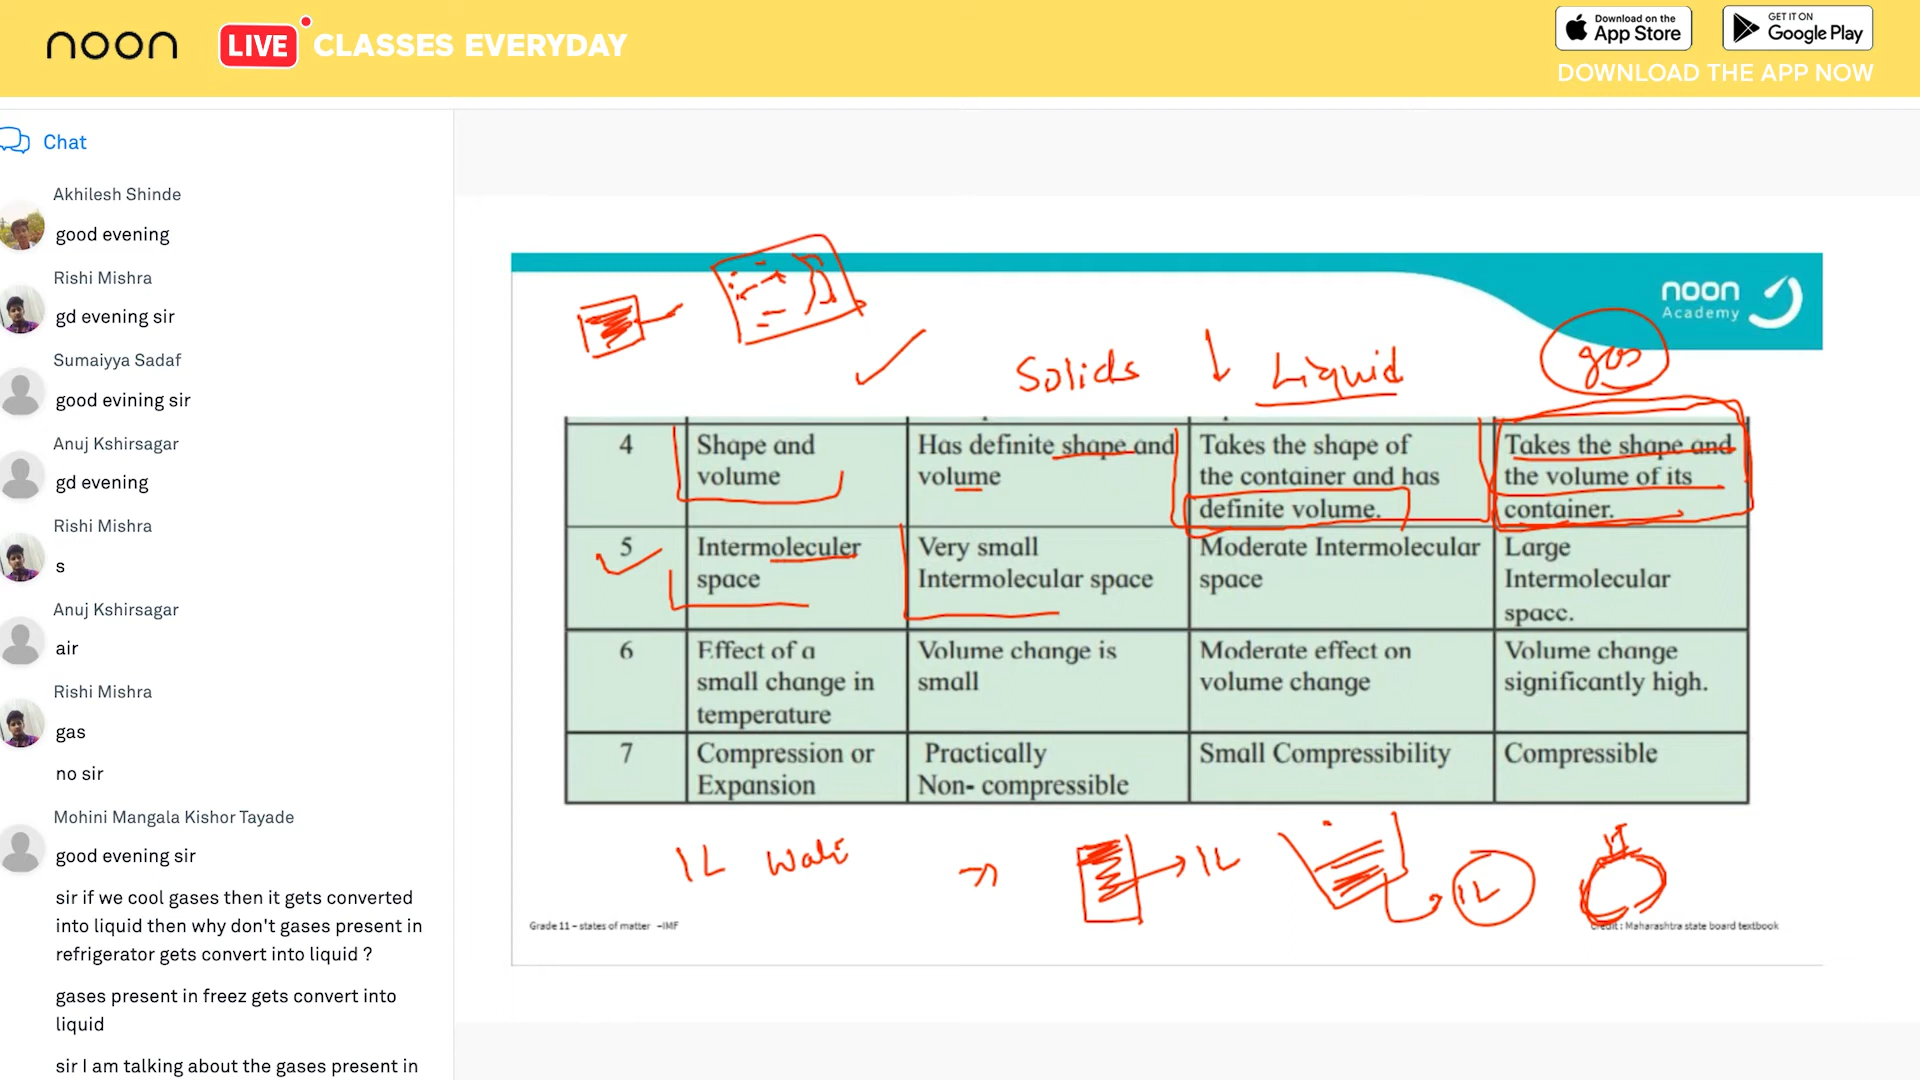 noon
LIVE CLASSES EVERYDAY
Download on the
App Store
GET IT ON
Google Play
DOWNLOAD THE APP NOW
Chat
Akhilesh Shinde
good evening
Rishi Mishra
gd evening sir
Sumaiyya Sadaf
good evining sir
Anuj Kshirsagar
gd evening
Rishi Mishra
s
Anuj Kshirsagar
air
Rishi Mishra
gas
no sir
Mohini Mangala Kishor Tayade
good evening sir
sir if we cool gases then it gets converted
into liquid then why don't gases present in
refrigerator gets convert into liquid ?
gases present in freez gets convert into
liquid
sir I am talking about the gases present in
noon
Academy
Solids
Liquid
gas
4
Shape and
volume
Has definite shape and
volume
Takes the shape of
the container and has
definite volume.
Takes the shape and
the volume of its
container.
5
Intermoleculer
space
Very small
Intermolecular space
Moderate Intermolecular
space
Large
Intermolecular
spacc.
6
Effect of a
small change in
temperature
Volume change is
small
Moderate effect on
volume change
Volume change
significantly high.
7
Compression or
Expansion
Practically
Non- compressible
Small Compressibility
Compressible
1L
1L
1L
Grade 11 – states of matter –IMF
Credit : Maharashtra state board textbook